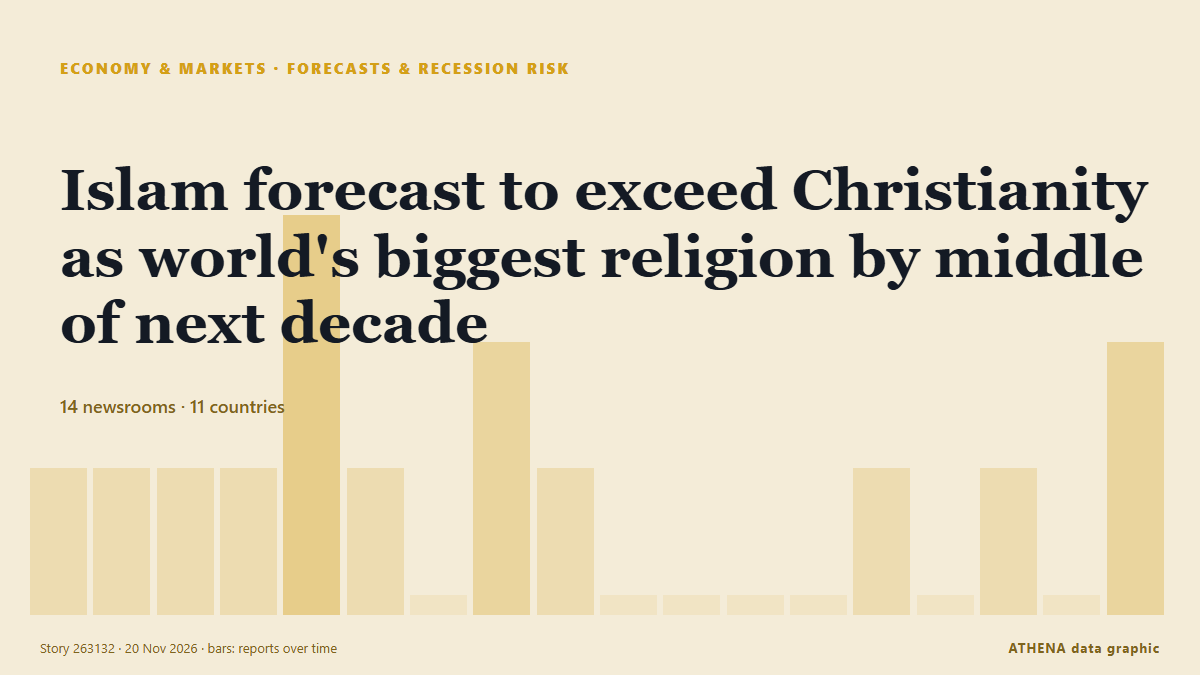 ECONOMY & MARKETS · FORECASTS & RECESSION RISK
Islam forecast to exceed Christianity
as world's biggest religion by middle
of next decade
14 newsrooms · 11 countries
Story 263132 · 20 Nov 2026 · bars: reports over time
ATHENA data graphic